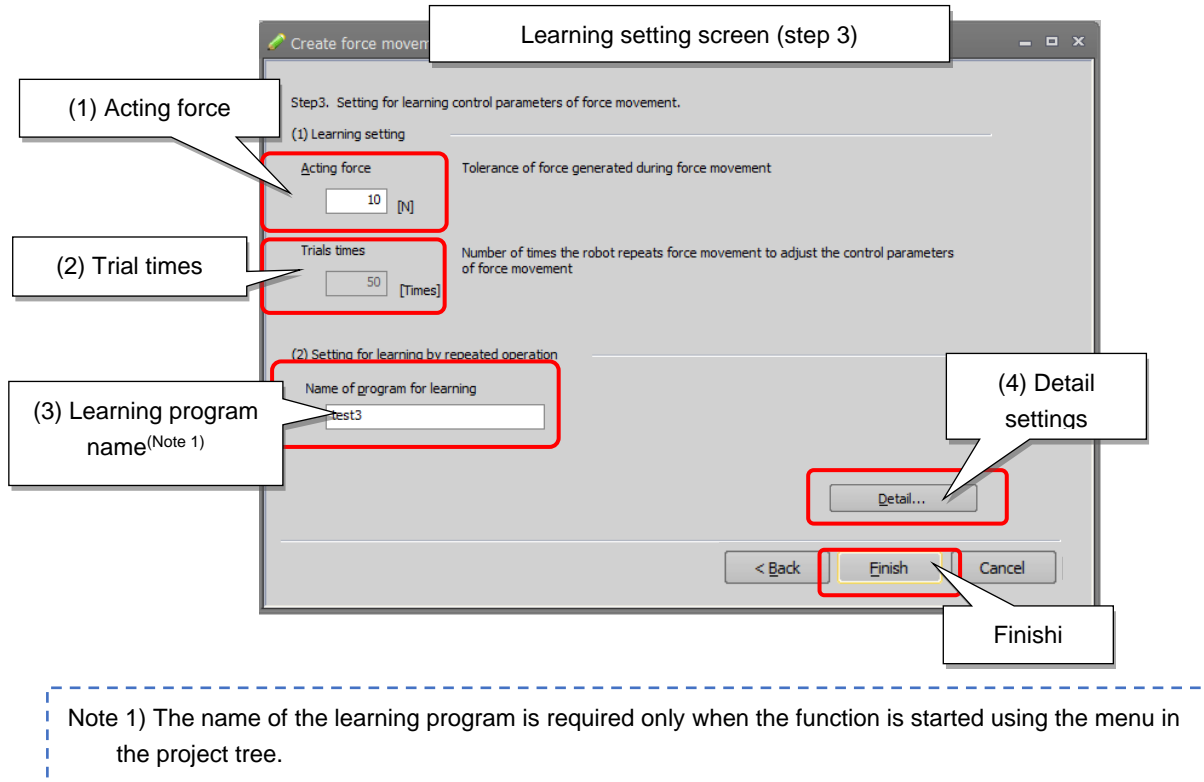 Learning setting screen (step 3)
Create force movem
(1) Acting force
Step3. Setting for learning control parameters of force movement.
(1) Learning setting
Acting force
Tolerance of force generated during force movement
10 [N]
(2) Trial times
Trials times
Number of times the robot repeats force movement to adjust the control parameters
of force movement
50 [Times]
(2) Setting for learning by repeated operation
Name of program for learning
(3) Learning program
name(Note 1)
test3
(4) Detail
settings
Detail...
< Back
Finish
Cancel
Finishi
Note 1) The name of the learning program is required only when the function is started using the menu in
the project tree.